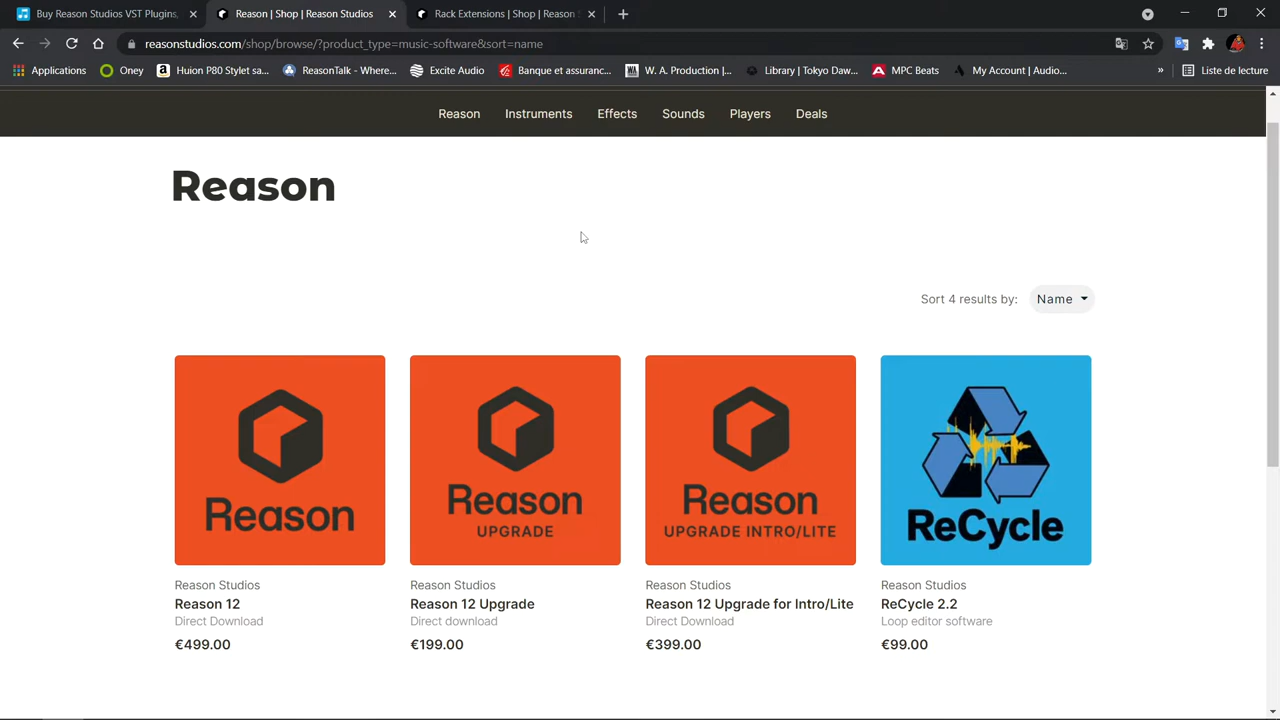 Buy Reason Studios VST Plugins,
Reason | Shop | Reason Studios
Rack Extensions | Shop | Reason S
reasonstudios.com/shop/browse/?product_type=music-software&sort=name
Applications
Oney
Huion P80 Stylet sa...
ReasonTalk - Where...
Excite Audio
Banque et assuranc...
W. A. Production |...
Library | Tokyo Daw...
MPC Beats
My Account | Audio...
»
Liste de lecture
Reason
Instruments
Effects
Sounds
Players
Deals
Reason
Sort 4 results by:
Name
Reason
Reason
UPGRADE
Reason
UPGRADE INTRO/LITE
ReCycle
Reason Studios
Reason 12
Direct Download
€499.00
Reason Studios
Reason 12 Upgrade
Direct download
€199.00
Reason Studios
Reason 12 Upgrade for Intro/Lite
Direct Download
€399.00
Reason Studios
ReCycle 2.2
Loop editor software
€99.00